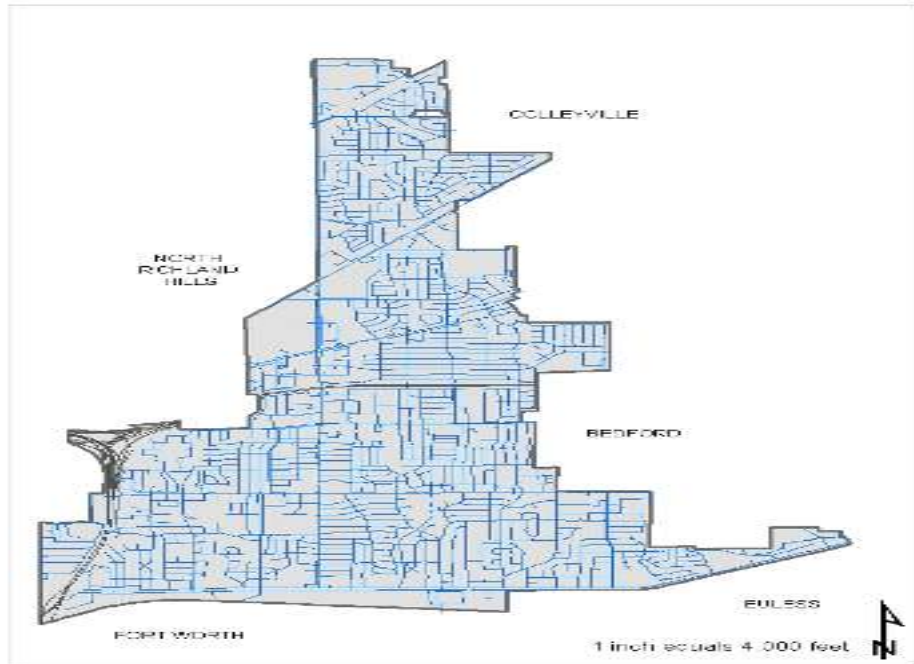 COLLEYVILLE
NORTH
RICHLAND
HILLS
BEDFORD
EULESS
FORT WORTH
1 inch equals 4,000 feet
N